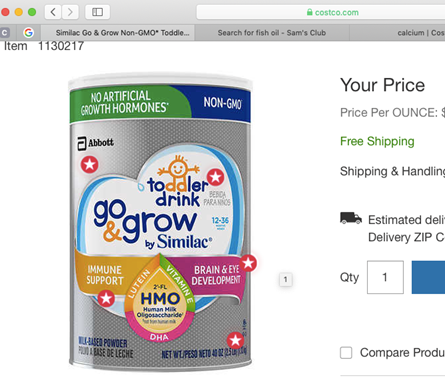 costco.com
C
Similac Go & Grow Non-GMO* Toddle...
Search for fish oil - Sam's Club
calcium | Cos
Item 1130217
NO ARTIFICIAL
GROWTH HORMONES*
NON-GMO*
Abbott
toddler
drink
BEBIDA
PARA NIÑOS
go
&grow
by Similac®
12-36
IMMUNE
SUPPORT
LUTEIN
VITAMIN E
BRAIN & EYE
DEVELOPMENT
2'-FL
HMO
Human Milk
Oligosaccharide*
*not from human milk
DHA
MILK-BASED POWDER
POLVO A BASE DE LECHE
NET WT./PESO NETO 40 OZ
1
Your Price
Price Per OUNCE: $
Free Shipping
Shipping & Handling
Estimated deli
Delivery ZIP C
Qty 1
Compare Produ